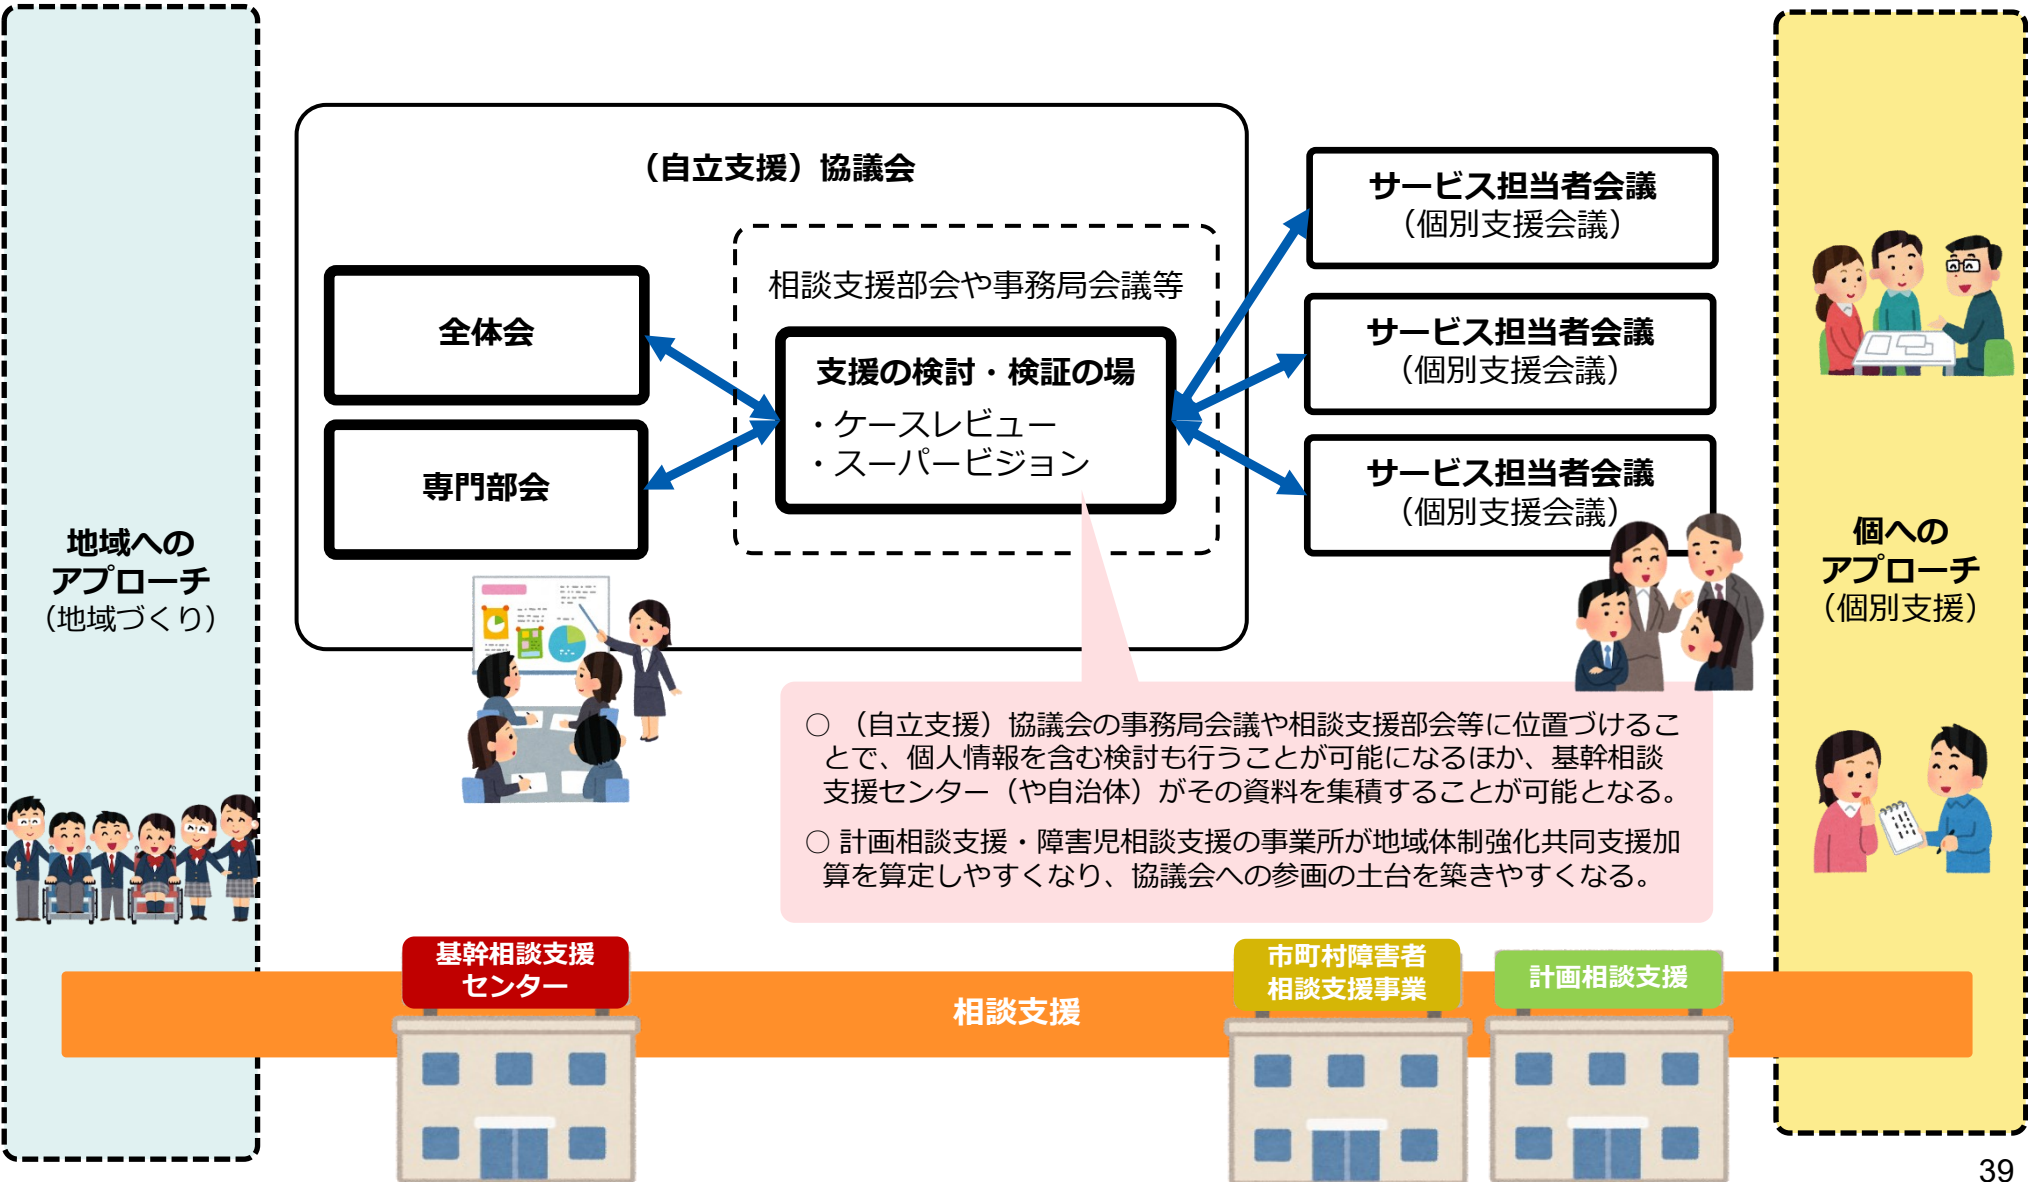 （自立支援）協議会
相談支援部会や事務局会議等
全体会
専門部会
支援の検討・検証の場
・ケースレビュー
・スーパービジョン
サービス担当者会議
（個別支援会議）
サービス担当者会議
（個別支援会議）
サービス担当者会議
（個別支援会議）
地域への
アプローチ
（地域づくり）
個への
アプローチ
（個別支援）
○ （自立支援）協議会の事務局会議や相談支援部会等に位置づけるこ
とで、個人情報を含む検討も行うことが可能になるほか、基幹相談
支援センター（や自治体）がその資料を集積することが可能となる。
○ 計画相談支援・障害児相談支援の事業所が地域体制強化共同支援加
算を算定しやすくなり、協議会への参画の土台を築きやすくなる。
基幹相談支援
センター
相談支援
市町村障害者
相談支援事業
計画相談支援
39